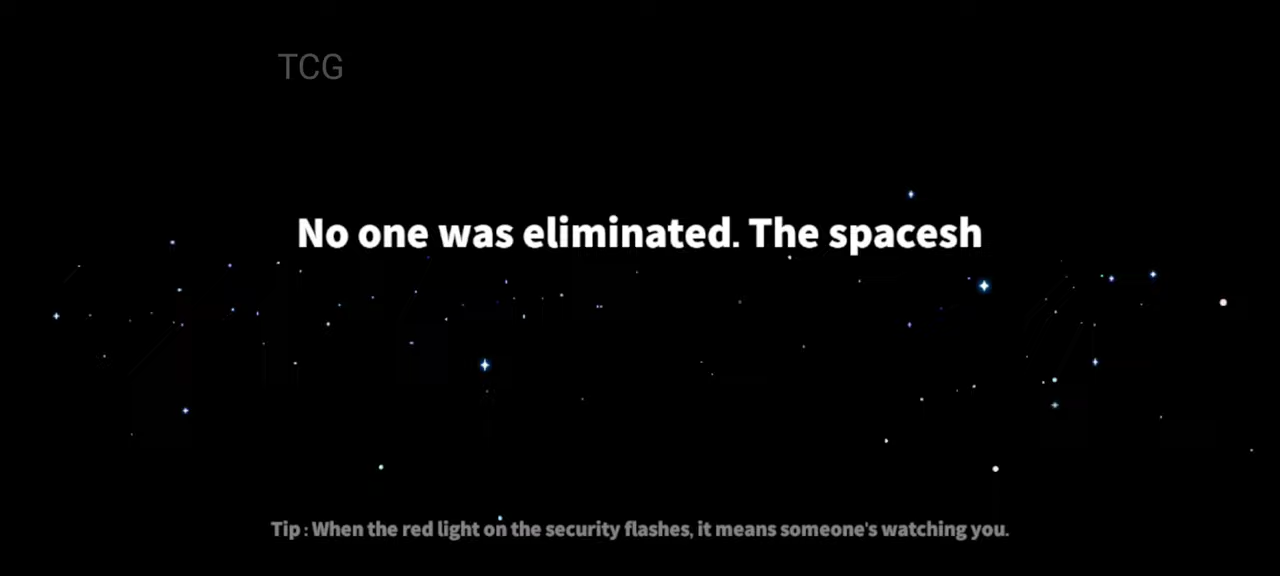 TCG
No one was eliminated. The spacesh
Tip : When the red light on the security flashes, it means someone's watching you.